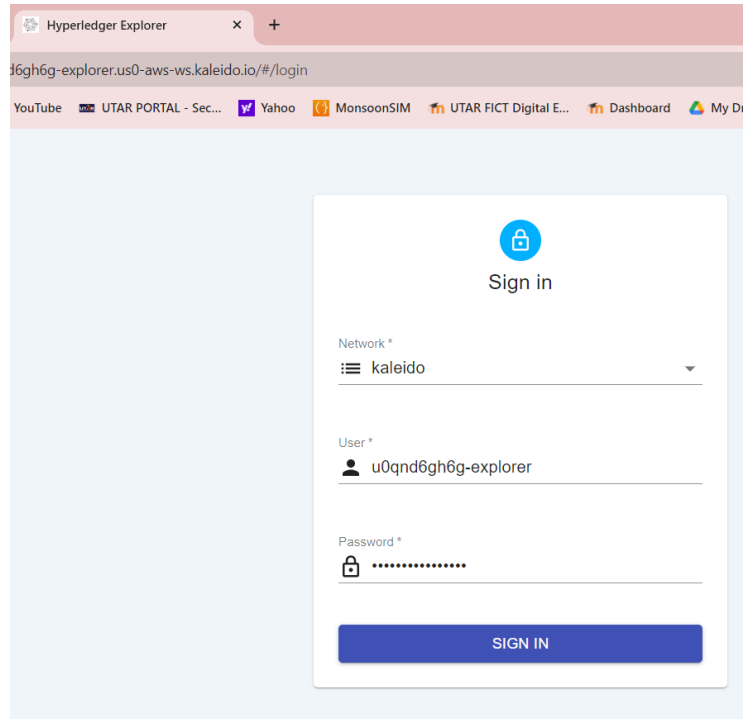 Hyperledger Explorer
d6gh6g-explorer.us0-aws-ws.kaleido.io/#/login
YouTube UTAR PORTAL - Sec... Yahoo MonsoonSIM UTAR FICT Digital E... Dashboard My Dr
Sign in
Network *
kaleido
User *
u0qnd6gh6g-explorer
Password *
••••••••••••••••
SIGN IN